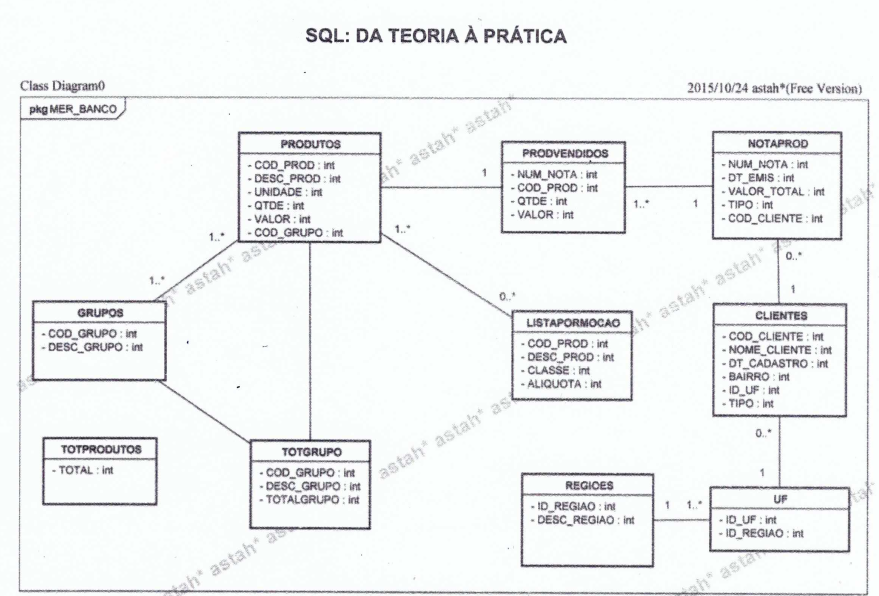 SQL: DA TEORIA À PRÁTICA
Class Diagram0
2015/10/24 astah*(Free Version)
pkg MER_BANCO
PRODUTOS
- COD_PROD : int
- DESC_PROD : int
- UNIDADE : int
- QTDE : int
- VALOR : int
- COD_GRUPO : int
PRODVENDIDOS
- NUM_NOTA : int
- COD_PROD : int
- QTDE : int
- VALOR : int
NOTAPROD
- NUM_NOTA : int
- DT_EMIS : int
- VALOR_TOTAL : int
- TIPO : int
- COD_CLIENTE : int
1
1..*
1
1..*
1..*
0..*
1..*
0..*
1
GRUPOS
- COD_GRUPO : int
- DESC_GRUPO : int
LISTAPORMOCAO
- COD_PROD : int
- DESC_PROD : int
- CLASSE : int
- ALIQUOTA : int
CLIENTES
- COD_CLIENTE : int
- NOME_CLIENTE : int
- DT_CADASTRO : int
- BAIRRO : int
- ID_UF : int
- TIPO : int
0..*
1
TOTPRODUTOS
- TOTAL : int
TOTGRUPO
- COD_GRUPO : int
- DESC_GRUPO : int
- TOTALGRUPO : int
REGIOES
- ID_REGIAO : int
- DESC_REGIAO : int
1
1..*
UF
- ID_UF : int
- ID_REGIAO : int
astah* astah* astah*